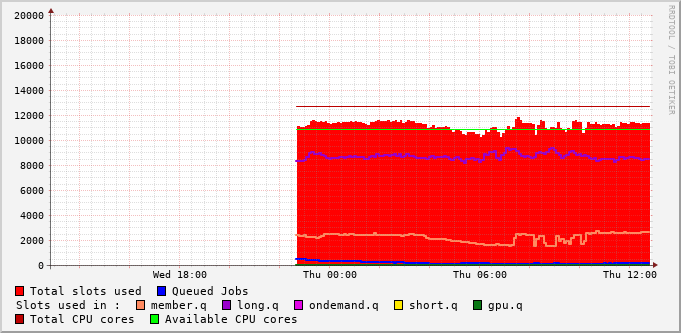 20000
18000
16000
14000
12000
10000
8000
6000
4000
2000
0
Wed 18:00 Thu 00:00 Thu 06:00 Thu 12:00
Total slots used Queued Jobs
Slots used in : member.q long.q ondemand.q short.q gpu.q
Total CPU cores Available CPU cores
RRDTOOL / TOBI OETIKER